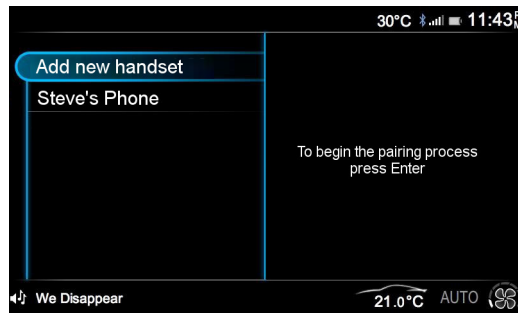 30°C 11:43
Add new handset
Steve's Phone
To begin the pairing process
press Enter
We Disappear
21.0°C AUTO